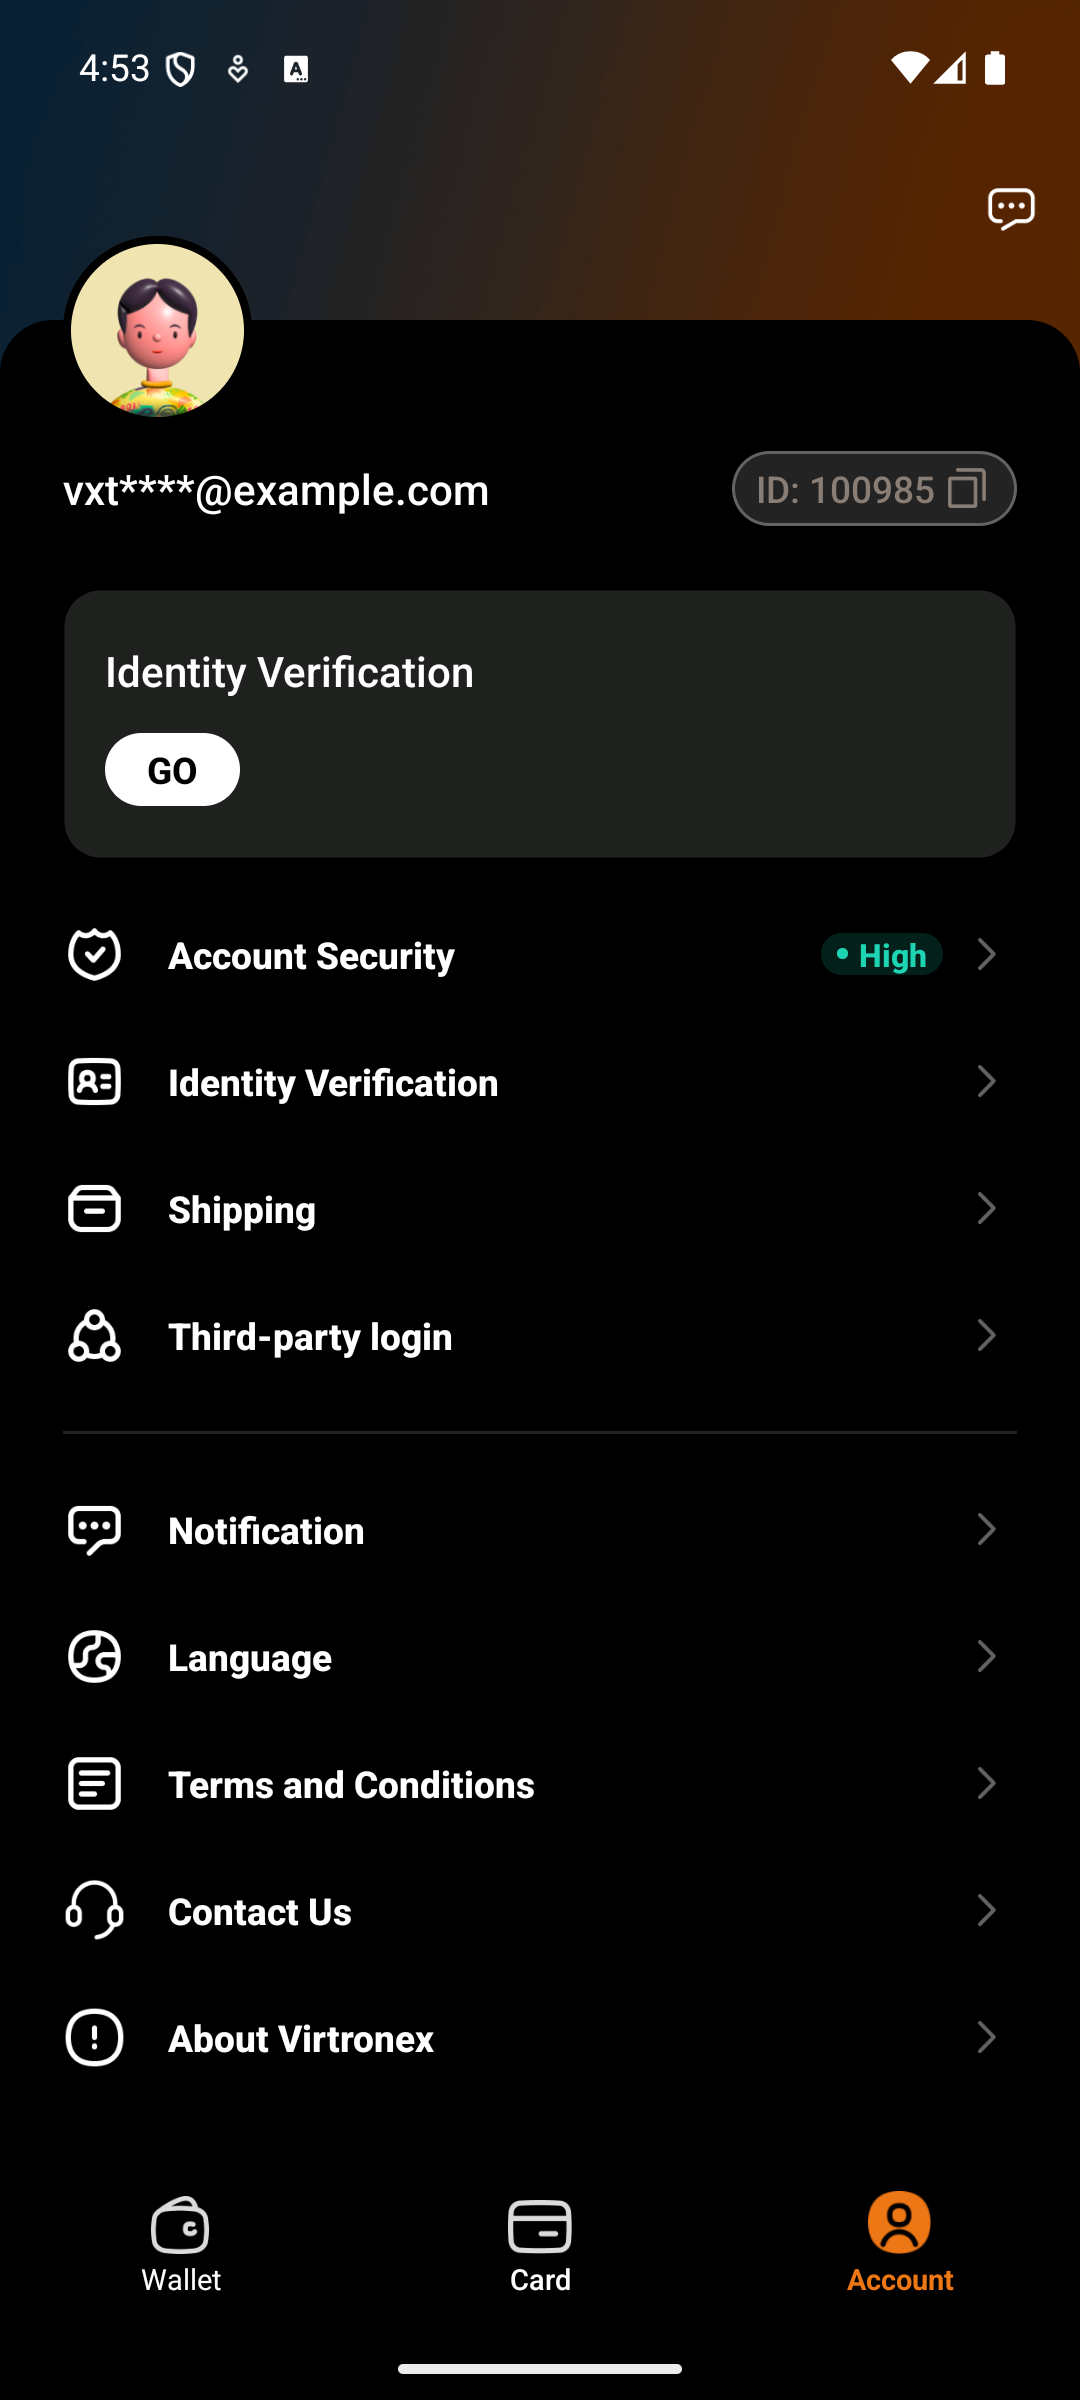 4:53
vxt****@example.com
ID: 100985
Identity Verification
GO
Account Security
High
Identity Verification
Shipping
Third-party login
Notification
Language
Terms and Conditions
Contact Us
About Virtronex
Wallet
Card
Account